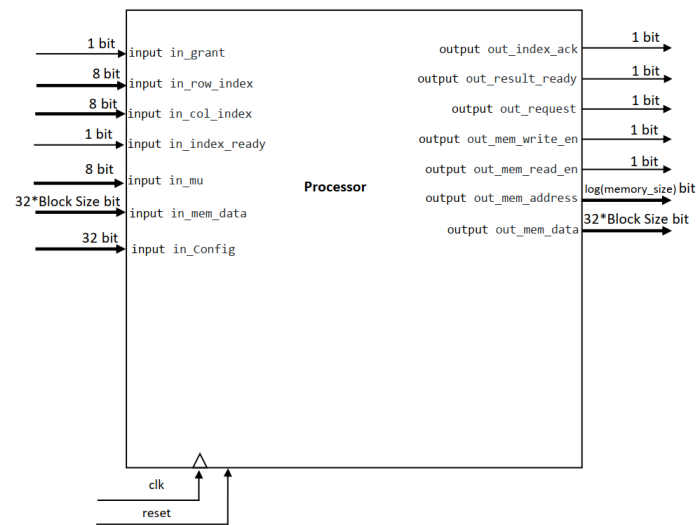 1 bit
input in_grant
8 bit
input in_row_index
8 bit
input in_col_index
1 bit
input in_index_ready
8 bit
input in_mu
32*Block Size bit
input in_mem_data
32 bit
input in_Config
Processor
1 bit
output out_index_ack
1 bit
output out_result_ready
1 bit
output out_request
1 bit
output out_mem_write_en
1 bit
output out_mem_read_en
log(memory_size) bit
output out_mem_address
32*Block Size bit
output out_mem_data
clk
reset